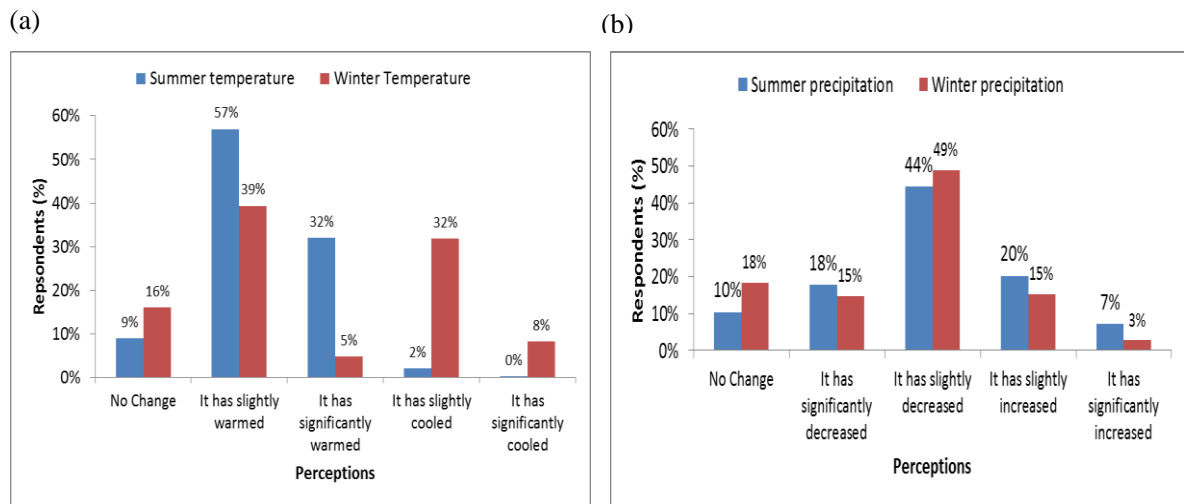 (a)
Summer temperature Winter Temperature
60%
50%
40%
30%
20%
10%
0%
Repsondents (%)
9%
16%
57%
39%
32%
5%
2%
32%
0%
8%
No Change
It has slightly
warmed
It has
significantly
warmed
It has slightly
cooled
It has
significantly
cooled
Perceptions
(b)
Summer precipitation Winter precipitation
60%
50%
40%
30%
20%
10%
0%
Respondents (%)
10%
18%
18%
15%
44%
49%
20%
15%
7%
3%
No Change
It has
significantly
decreased
It has slightly
decreased
It has slightly
increased
It has
significantly
increased
Perceptions